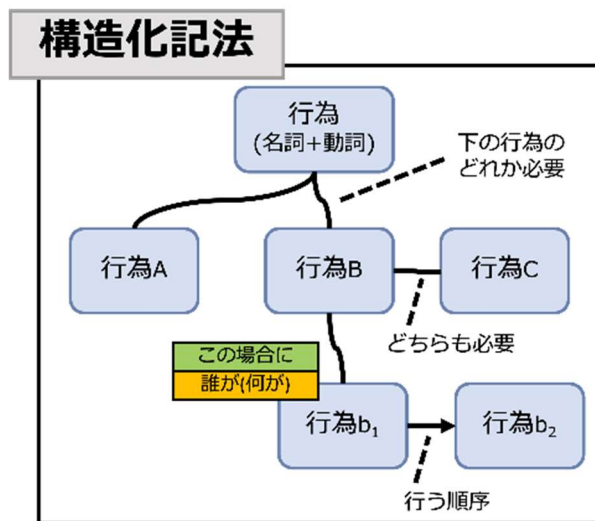 構造化記法
行為
(名詞+動詞)
下の行為の
どれか必要
行為A
行為B
行為C
どちらも必要
この場合に
誰が(何が)
行為b₁
行為b₂
行う順序